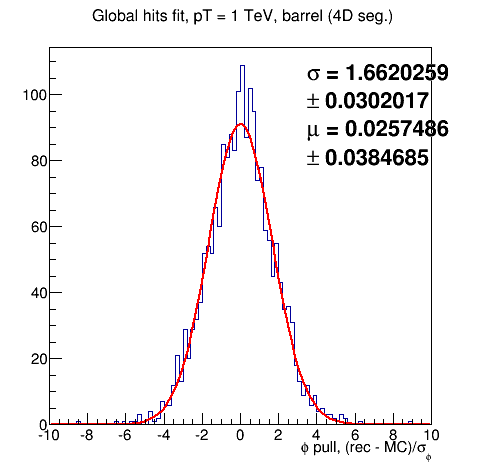 Global hits fit, pT = 1 TeV, barrel (4D seg.)
σ = 1.6620259
± 0.0302017
μ = 0.0257486
± 0.0384685
100
80
60
40
20
0
-10 -8 -6 -4 -2 0 2 4 6 8 10
ϕ pull, (rec - MC)/σ_ϕ